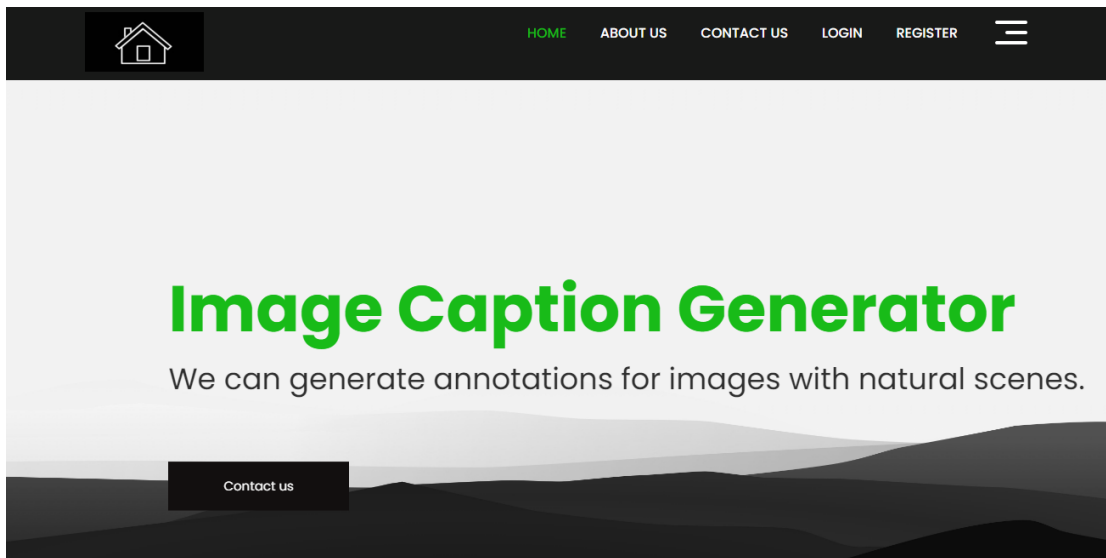 HOME ABOUT US CONTACT US LOGIN REGISTER
Image Caption Generator
We can generate annotations for images with natural scenes.
Contact us